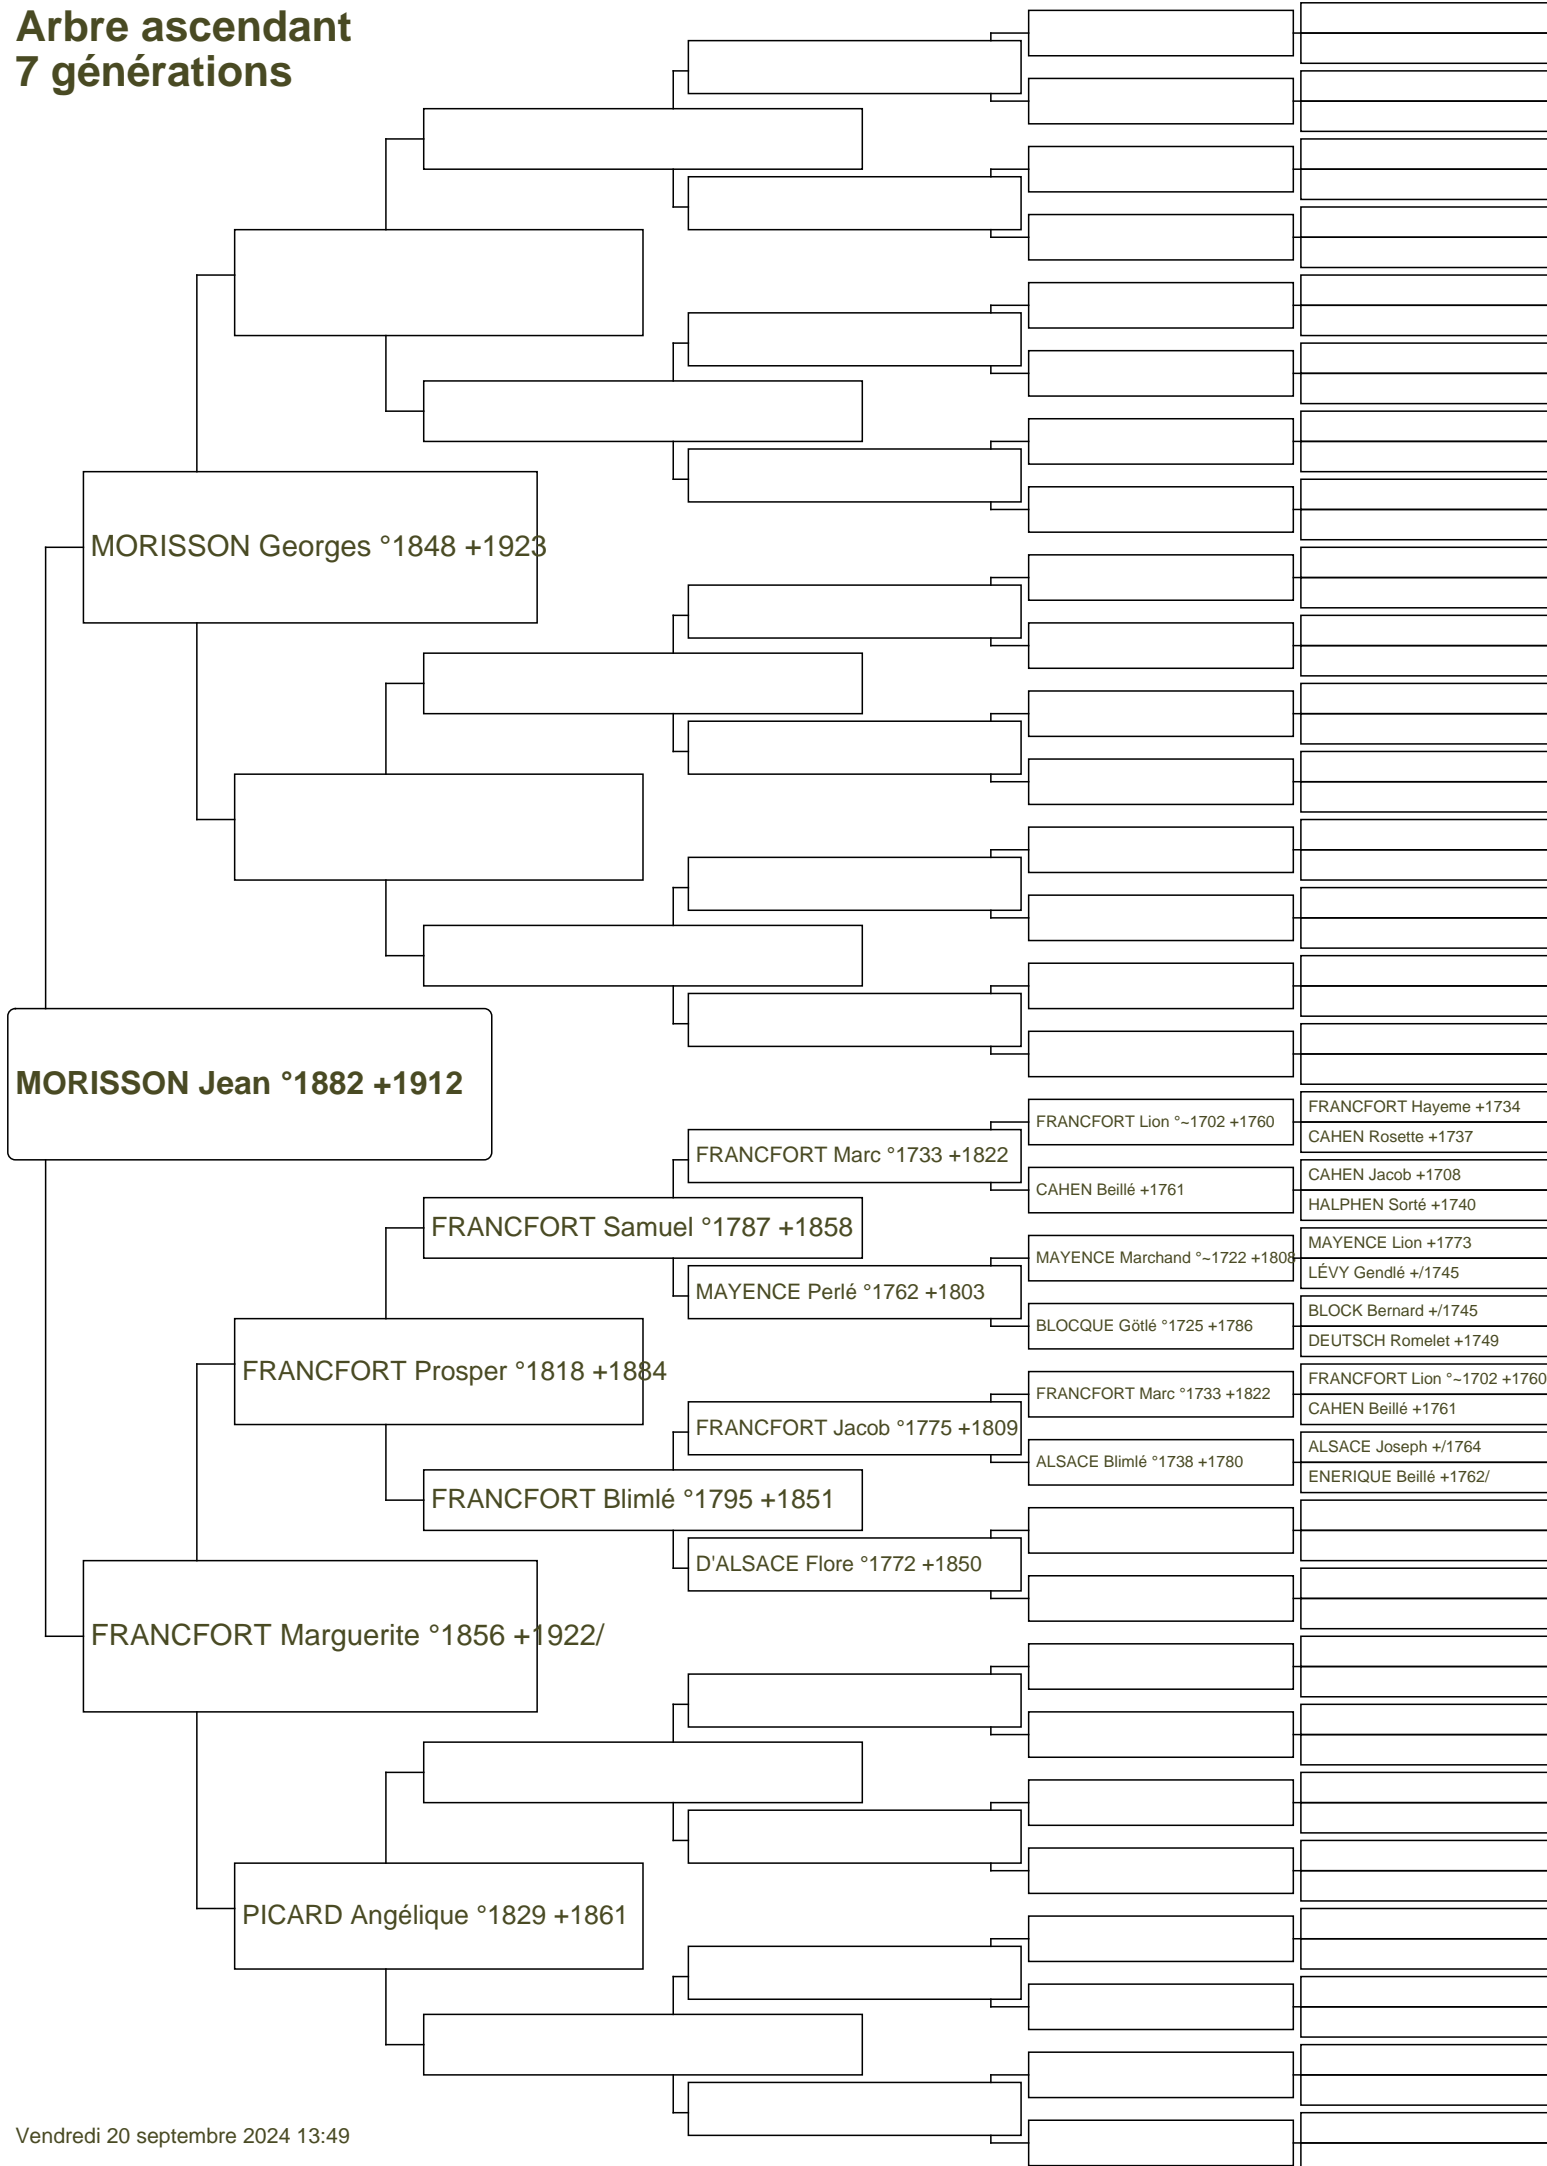 Arbre ascendant
7 générations
MORISSON Georges °1848 +1923
MORISSON Jean °1882 +1912
FRANCFORT Lion °~1702 +1760
FRANCFORT Hayeme +1734
CAHEN Rosette +1737
FRANCFORT Marc °1733 +1822
CAHEN Beillé +1761
CAHEN Jacob +1708
HALPHEN Sorté +1740
FRANCFORT Samuel °1787 +1858
MAYENCE Marchand °~1722 +1808
MAYENCE Lion +1773
LÉVY Gendlé +/1745
MAYENCE Perlé °1762 +1803
BLOCQUE Götlé °1725 +1786
BLOCK Bernard +/1745
DEUTSCH Romelet +1749
FRANCFORT Prosper °1818 +1884
FRANCFORT Marc °1733 +1822
FRANCFORT Lion °~1702 +1760
CAHEN Beillé +1761
FRANCFORT Jacob °1775 +1809
ALSACE Blimlé °1738 +1780
ALSACE Joseph +/1764
ENERIQUE Beillé +1762/
FRANCFORT Blimlé °1795 +1851
D'ALSACE Flore °1772 +1850
FRANCFORT Marguerite °1856 +1922/
PICARD Angélique °1829 +1861
Vendredi 20 septembre 2024 13:49